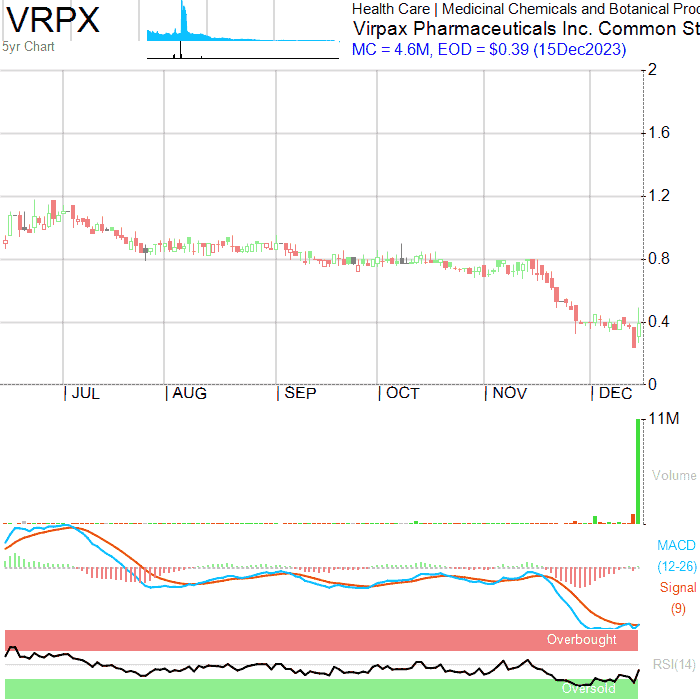 VRPX
5yr Chart
Health Care | Medicinal Chemicals and Botanical Proc
Virpax Pharmaceuticals Inc. Common St
MC = 4.6M, EOD = $0.39 (15Dec2023)
2
1.6
1.2
0.8
0.4
0
| JUL | AUG | SEP | OCT | NOV | DEC
11M
Volume
MACD
(12-26)
Signal
(9)
Overbought
RSI(14)
Oversold